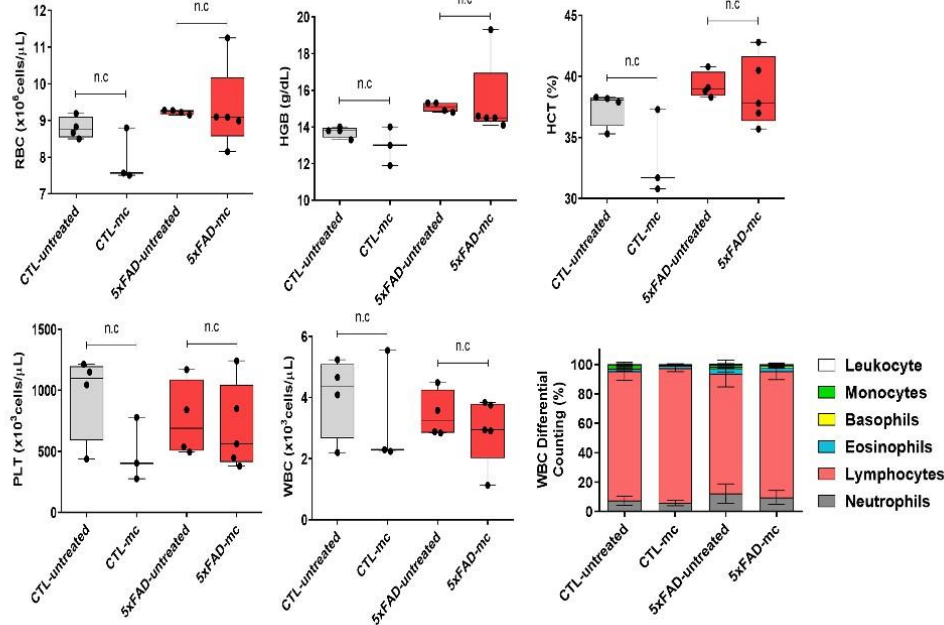 n.c
n.c
RBC (x10⁶cells/µL)
12
11
10
9
8
7
CTL-untreated
CTL-mc
5xFAD-untreated
5xFAD-mc
n.c
n.c
HGB (g/dL)
20
18
16
14
12
10
CTL-untreated
CTL-mc
5xFAD-untreated
5xFAD-mc
n.c
n.c
HCT (%)
45
40
35
30
CTL-untreated
CTL-mc
5xFAD-untreated
5xFAD-mc
n.c
n.c
PLT (x10³cells/µL)
1500
1000
500
0
CTL-untreated
CTL-mc
5xFAD-untreated
5xFAD-mc
n.c
n.c
WBC (x10³cells/µL)
6
4
2
0
CTL-untreated
CTL-mc
5xFAD-untreated
5xFAD-mc
WBC Differential
Counting (%)
100
80
60
40
20
0
CTL-untreated
CTL-mc
5xFAD-untreated
5xFAD-mc
Leukocyte
Monocytes
Basophils
Eosinophils
Lymphocytes
Neutrophils